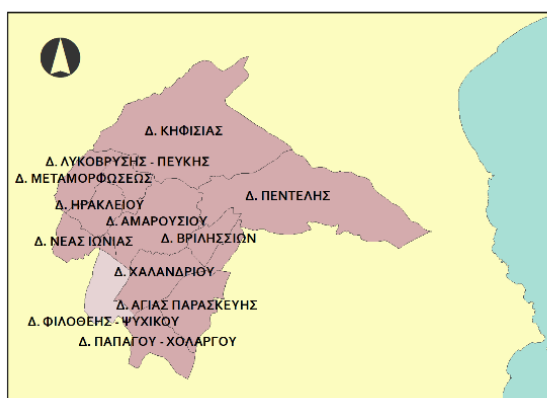 Δ. ΚΗΦΙΣΙΑΣ
Δ. ΛΥΚΟΒΡΥΣΗΣ - ΠΕΥΚΗΣ
Δ. ΜΕΤΑΜΟΡΦΩΣΕΩΣ
Δ. ΠΕΝΤΕΛΗΣ
Δ. ΗΡΑΚΛΕΙΟΥ
Δ. ΑΜΑΡΟΥΣΙΟΥ
Δ. ΝΕΑΣ ΙΩΝΙΑΣ
Δ. ΒΡΙΛΗΣΣΙΩΝ
Δ. ΧΑΛΑΝΔΡΙΟΥ
Δ. ΑΓΙΑΣ ΠΑΡΑΣΚΕΥΗΣ
Δ. ΦΙΛΟΘΕΗΣ - ΨΥΧΙΚΟΥ
Δ. ΠΑΠΑΓΟΥ - ΧΟΛΑΡΓΟΥ